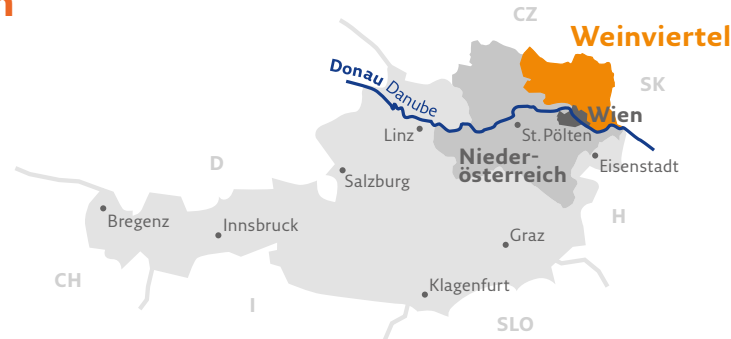 n
CZ
Weinviertel
Donau Danube
SK
Wien
Linz
St. Pölten
Nieder-
österreich
Eisenstadt
D
Salzburg
Bregenz
Innsbruck
H
Graz
CH
Klagenfurt
I
SLO